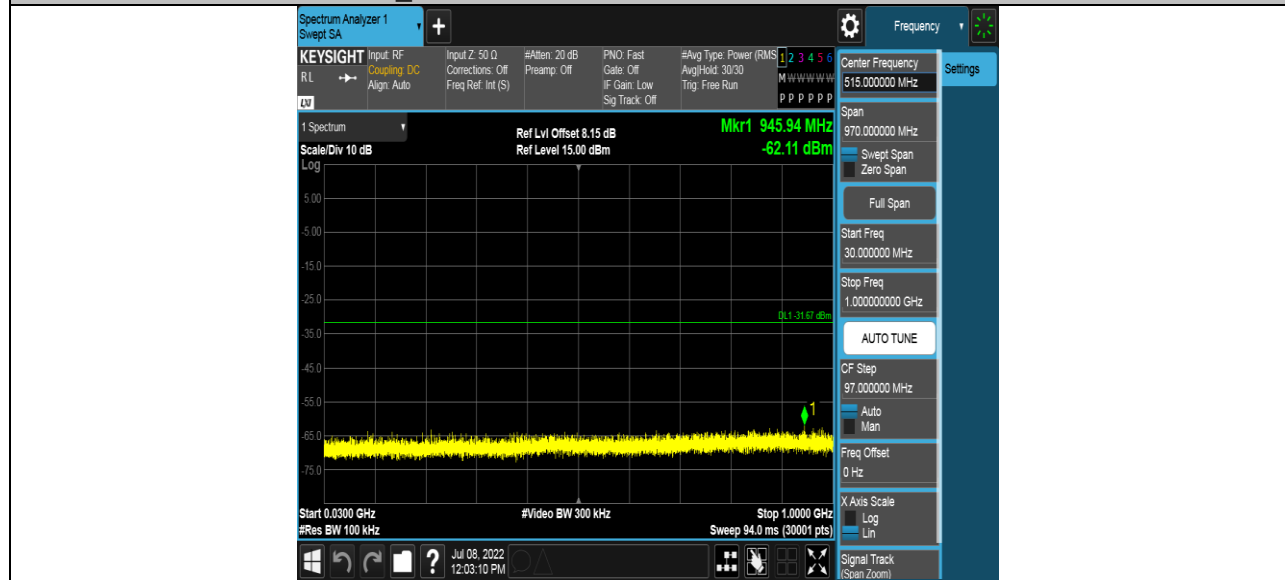 Spectrum Analyzer 1
Swept SA
+
Frequency
KEYSIGHT
RL
LXI
Input: RF
Coupling: DC
Align: Auto
Input Z: 50 Ω
Corrections: Off
Freq Ref: Int (S)
#Atten: 20 dB
Preamp: Off
PNO: Fast
Gate: Off
IF Gain: Low
Sig Track: Off
#Avg Type: Power (RMS
Avg|Hold: 30/30
Trig: Free Run
1 2 3 4 5 6
M W W W W W
P P P P P P
1 Spectrum
Scale/Div 10 dB
Ref Lvl Offset 8.15 dB
Ref Level 15.00 dBm
Mkr1 945.94 MHz
-62.11 dBm
Log
5.00
-5.00
-15.0
-25.0
DL1 -31.67 dBm
-35.0
-45.0
-55.0
1
-65.0
-75.0
Start 0.0300 GHz
#Res BW 100 kHz
#Video BW 300 kHz
Stop 1.0000 GHz
Sweep 94.0 ms (30001 pts)
?
Jul 08, 2022
12:03:10 PM
Center Frequency
515.000000 MHz
Span
970.000000 MHz
Swept Span
Zero Span
Full Span
Start Freq
30.000000 MHz
Stop Freq
1.000000000 GHz
AUTO TUNE
CF Step
97.000000 MHz
Auto
Man
Freq Offset
0 Hz
X Axis Scale
Log
Lin
Signal Track
(Span Zoom)
Settings